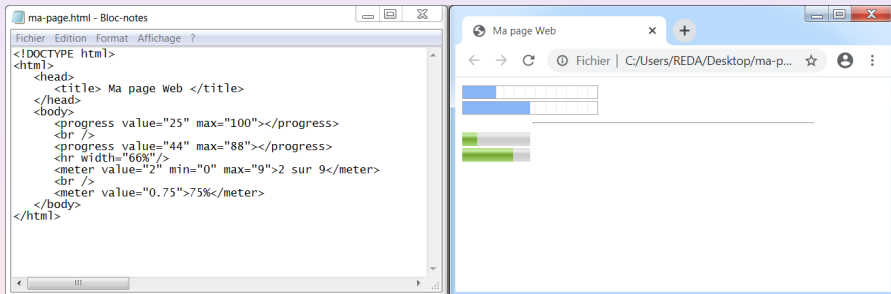 ma-page.html - Bloc-notes
Fichier Edition Format Affichage ?
<!DOCTYPE html>
<html>
<head>
<title> Ma page Web </title>
</head>
<body>
<progress value="25" max="100"></progress>
<br />
<progress value="44" max="88"></progress>
<hr width="66%"/>
<meter value="2" min="0" max="9">2 sur 9</meter>
<br />
<meter value="0.75">75%</meter>
</body>
</html>
Ma page Web
Fichier | C:/Users/REDA/Desktop/ma-p...